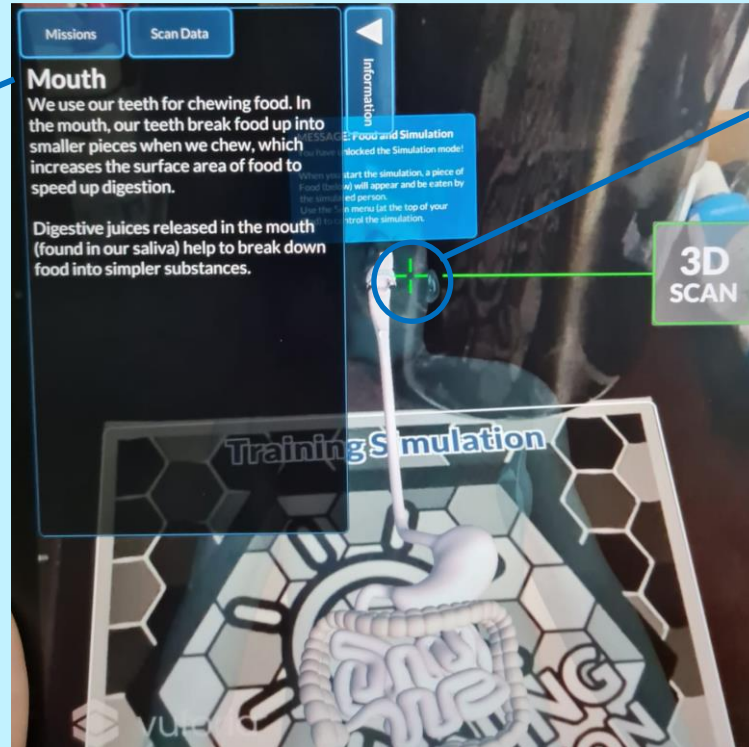 Missions
Scan Data
Information
Mouth
We use our teeth for chewing food. In
the mouth, our teeth break food up into
smaller pieces when we chew, which
increases the surface area of food to
speed up digestion.
Digestive juices released in the mouth
(found in our saliva) help to break down
food into simpler substances.
MESSAGE: Food and Simulation
You have unlocked the Simulation mode!
When you start the simulation, a piece of
Food (below) will appear and be eaten by
the simulated person.
Use the menu (at the top of your
control the simulation.
3D
SCAN
Training Simulation
vuforia